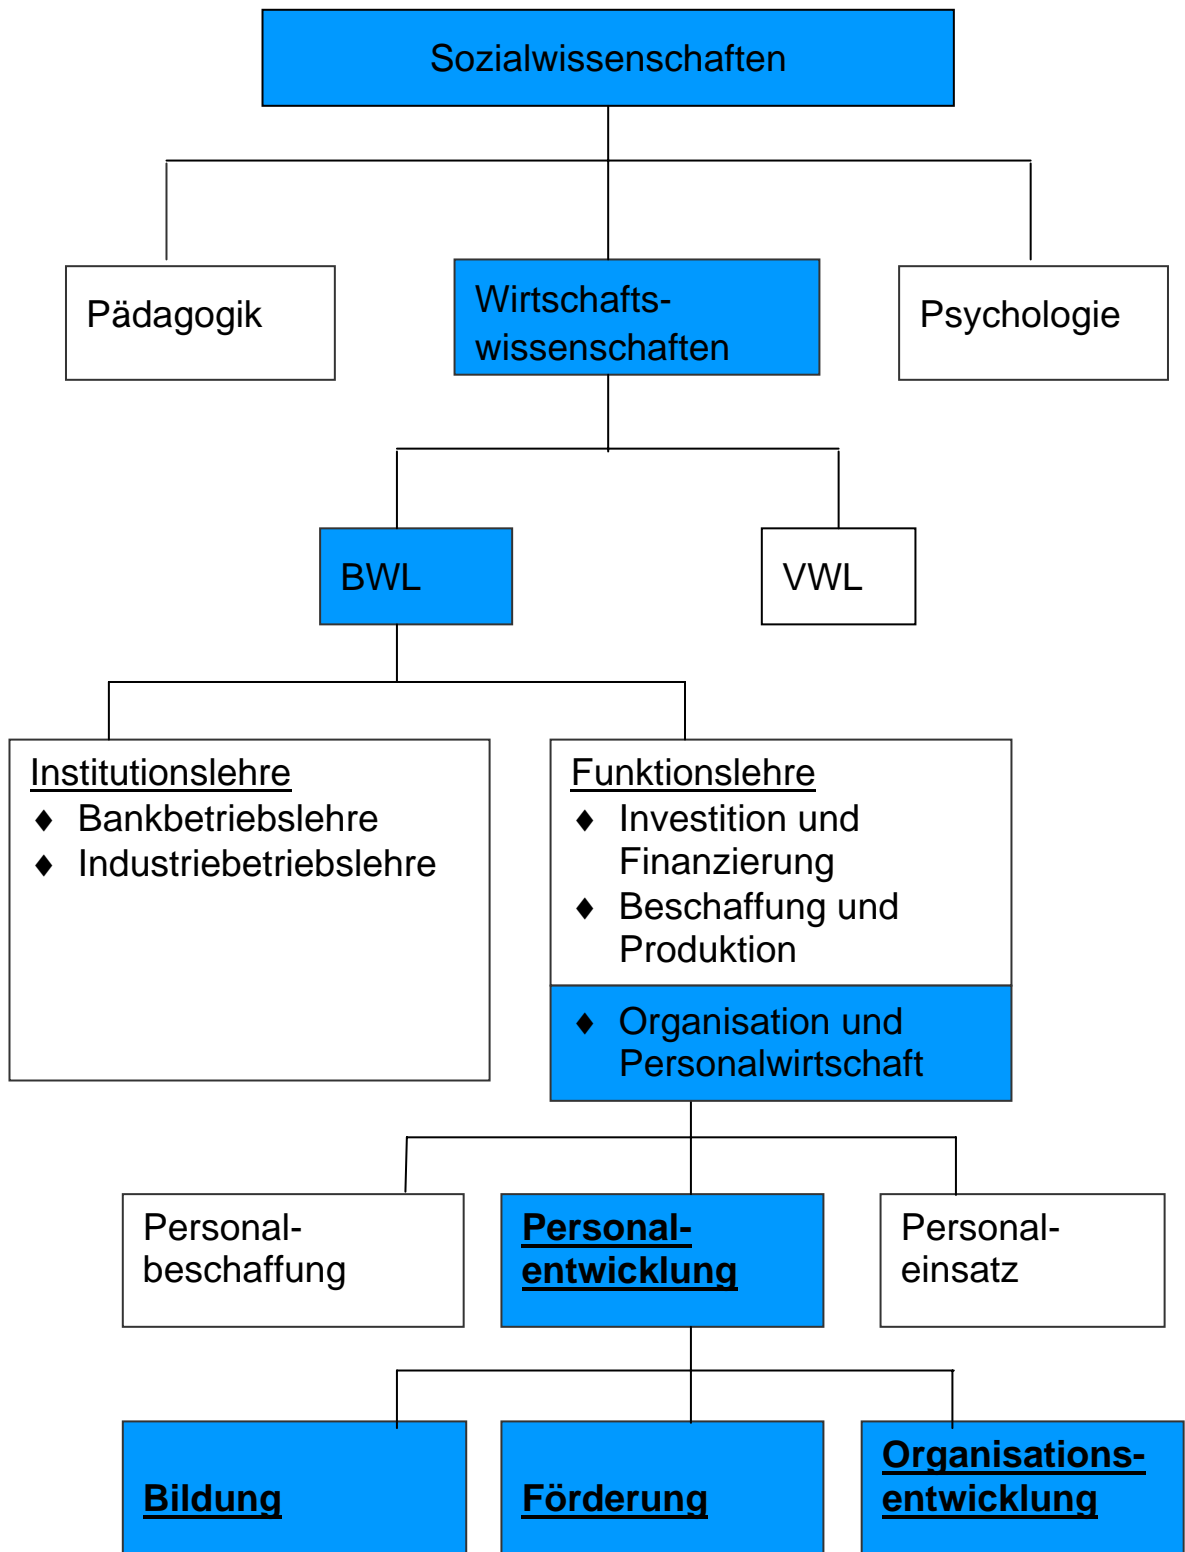 Sozialwissenschaften
Pädagogik
Wirtschafts-
wissenschaften
Psychologie
BWL
VWL
Institutionslehre
♦ Bankbetriebslehre
♦ Industriebetriebslehre
Funktionslehre
♦ Investition und
Finanzierung
♦ Beschaffung und
Produktion
♦ Organisation und
Personalwirtschaft
Personal-
beschaffung
Personal-
entwicklung
Personal-
einsatz
Bildung
Förderung
Organisations-
entwicklung